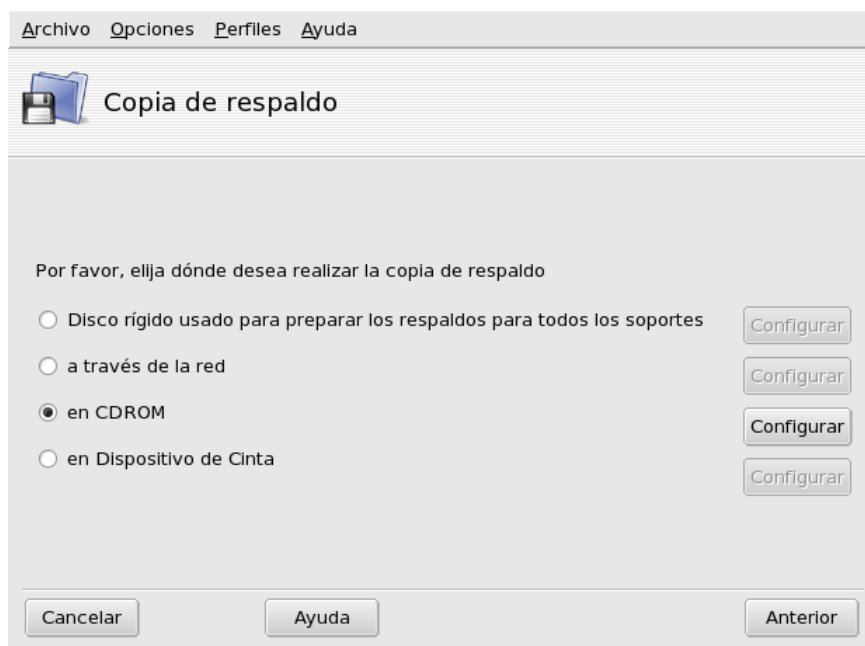 Archivo Opciones Perfiles Ayuda
Copia de respaldo
Por favor, elija dónde desea realizar la copia de respaldo
Disco rígido usado para preparar los respaldos para todos los soportes Configurar
a través de la red Configurar
en CDROM Configurar
en Dispositivo de Cinta Configurar
Cancelar Ayuda Anterior